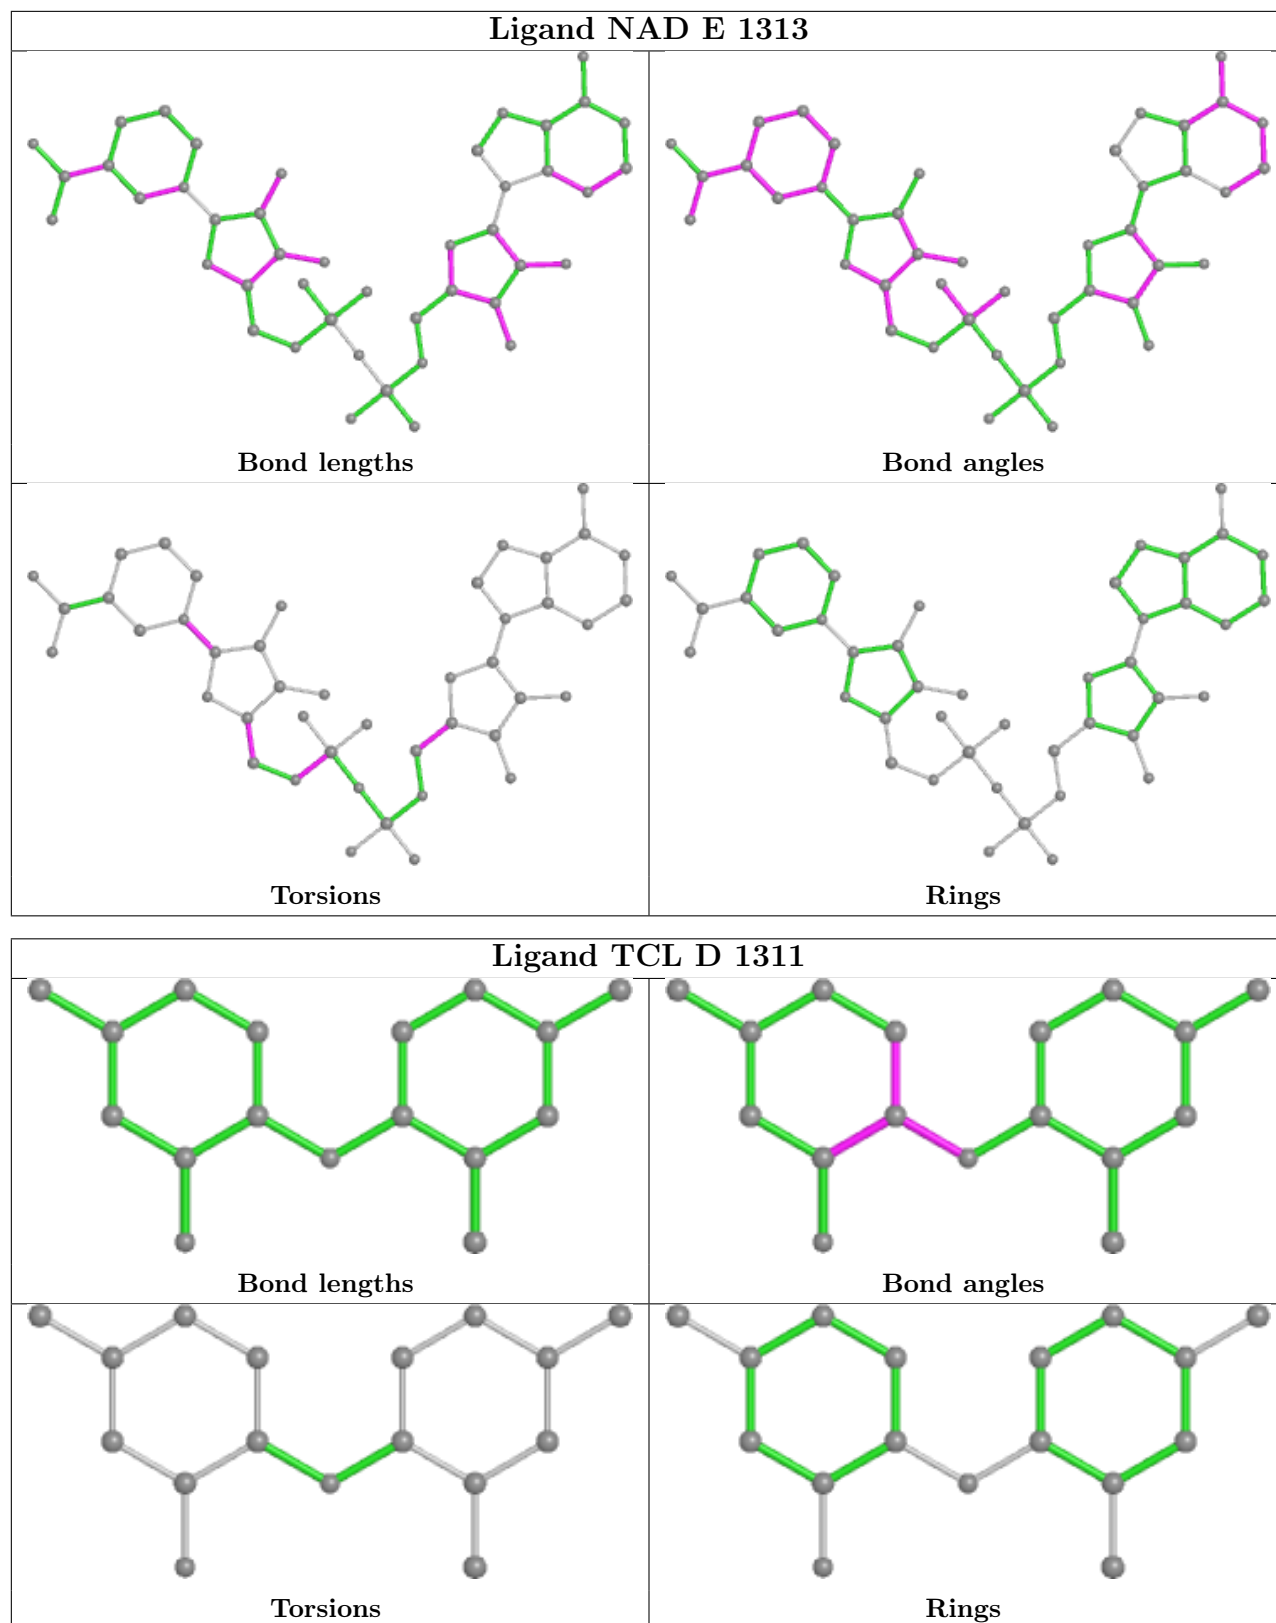 Ligand NAD E 1313
Bond lengths
Bond angles
Torsions
Rings
Ligand TCL D 1311
Bond lengths
Bond angles
Torsions
Rings